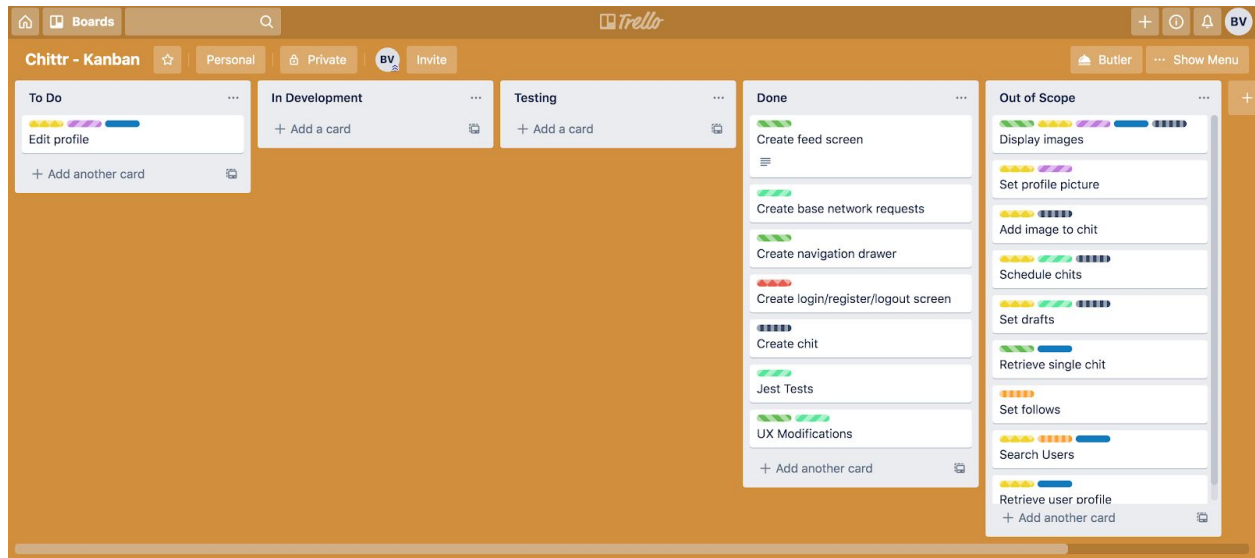 Boards
Trello
BV
Chittr - Kanban
Personal
Private
BV
Invite
Butler
... Show Menu
To Do
Edit profile
+ Add another card
In Development
+ Add a card
Testing
+ Add a card
Done
Create feed screen
Create base network requests
Create navigation drawer
Create login/register/logout screen
Create chit
Jest Tests
UX Modifications
+ Add another card
Out of Scope
Display images
Set profile picture
Add image to chit
Schedule chits
Set drafts
Retrieve single chit
Set follows
Search Users
Retrieve user profile
+ Add another card